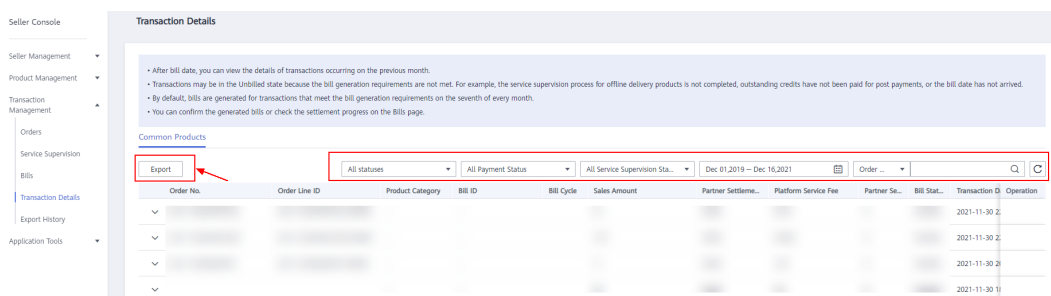 Seller Console
Transaction Details
Seller Management
Product Management
Transaction
Management
Orders
Service Supervision
Bills
Transaction Details
Export History
Application Tools
• After bill date, you can view the details of transactions occurring on the previous month.
• Transactions may be in the Unbilled state because the bill generation requirements are not met. For example, the service supervision process for offline delivery products is not completed, outstanding credits have not been paid for post payments, or the bill date has not arrived.
• By default, bills are generated for transactions that meet the bill generation requirements on the seventh of every month.
• You can confirm the generated bills or check the settlement progress on the Bills page.
Common Products
Export All statuses All Payment Status All Service Supervision Sta... Dec 01,2019 — Dec 16,2021 Order ...
Order No. Order Line ID Product Category Bill ID Bill Cycle Sales Amount Partner Settleme... Platform Service Fee Partner Se... Bill Stat... Transaction D Operation
2021-11-30 2
2021-11-30 2
2021-11-30 2
2021-11-30 1